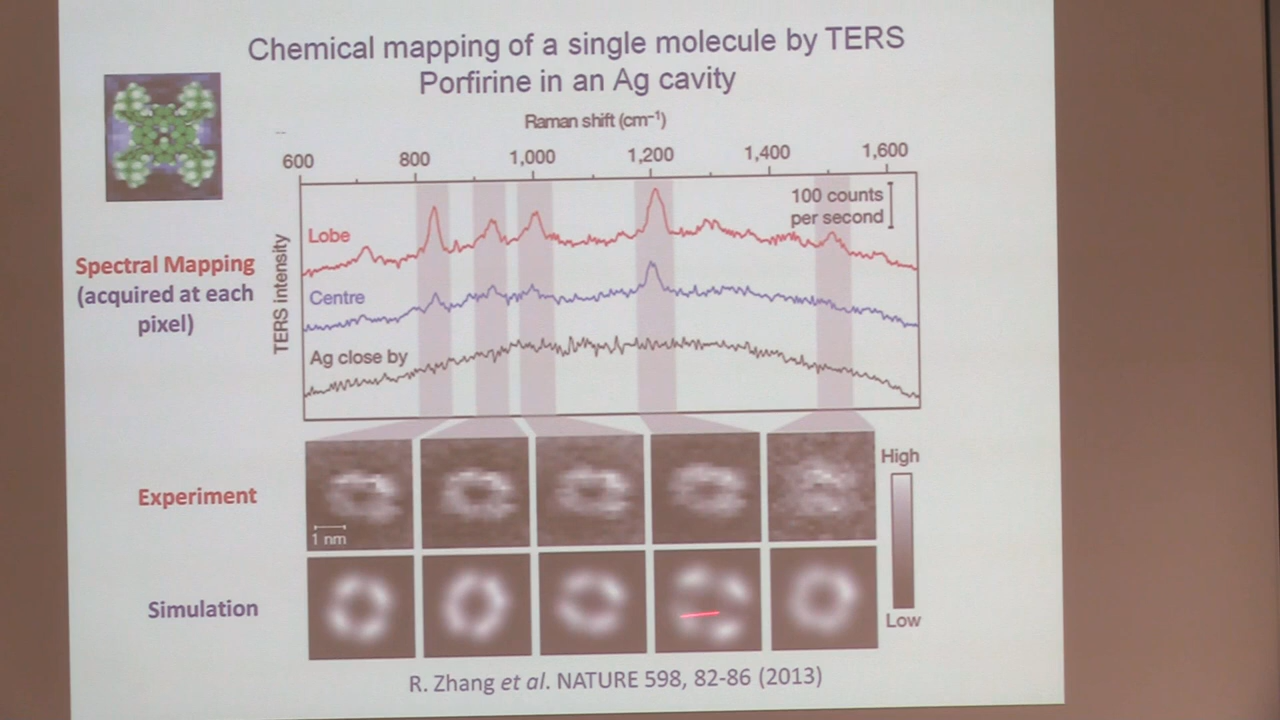 Chemical mapping of a single molecule by TERS
Porfirine in an Ag cavity
Raman shift (cm⁻¹)
600 800 1,000 1,200 1,400 1,600
100 counts
per second
Lobe
Spectral Mapping
(acquired at each
pixel)
TERS intensity
Centre
Ag close by
High
Experiment
1 nm
Simulation
Low
R. Zhang et al. NATURE 598, 82-86 (2013)